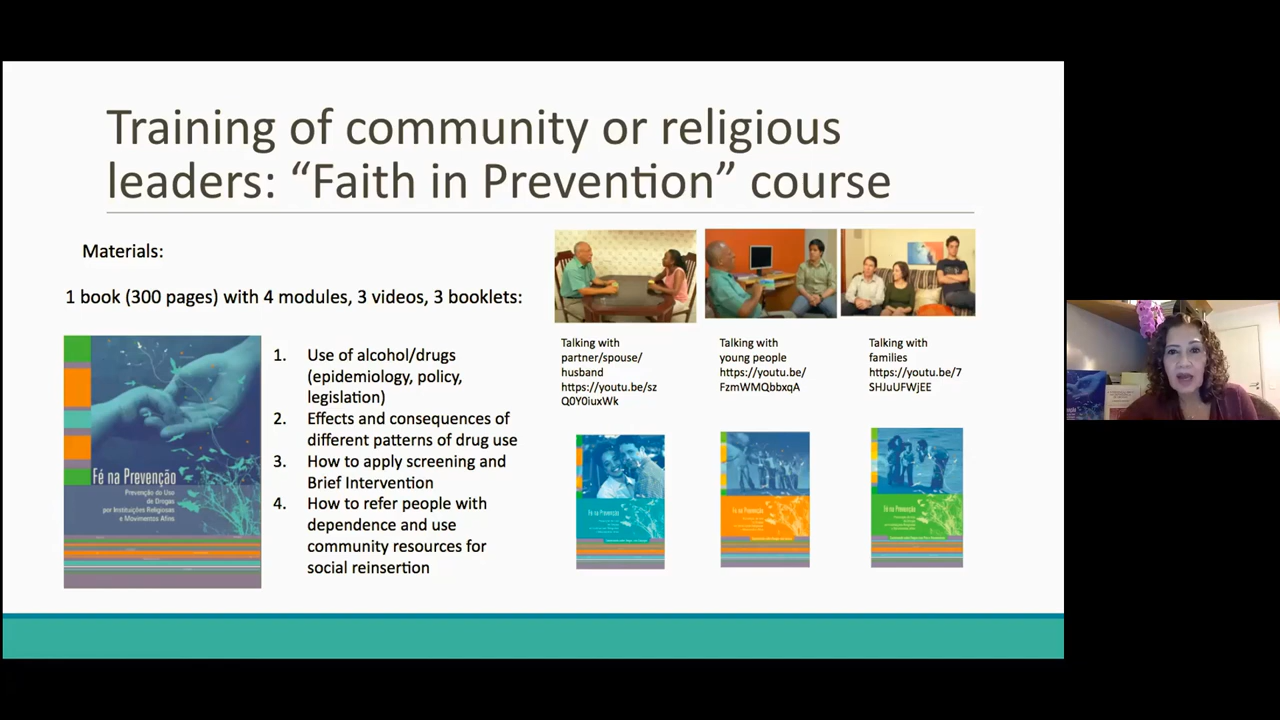 Training of community or religious
leaders: “Faith in Prevention” course
Materials:
1 book (300 pages) with 4 modules, 3 videos, 3 booklets:
Fé na Prevenção
Prevenção do Uso
de Drogas
por Instituições Religiosas
e Movimentos Afins
1. Use of alcohol/drugs
(epidemiology, policy,
legislation)
2. Effects and consequences of
different patterns of drug use
3. How to apply screening and
Brief Intervention
4. How to refer people with
dependence and use
community resources for
social reinsertion
Talking with
partner/spouse/
husband
https://youtu.be/sz
Q0Y0iuxWk
Talking with
young people
https://youtu.be/
FzmWMQbbxqA
Talking with
families
https://youtu.be/7
SHJuUFWjEE
Fé na Prevenção
Fé na Prevenção
Fé na Prevenção